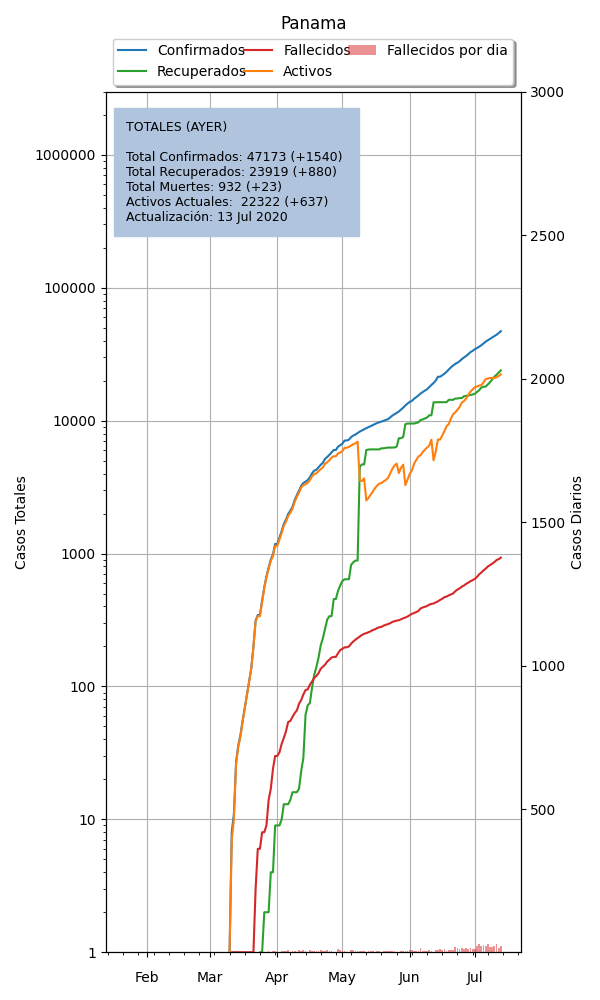 Panama
Confirmados
Recuperados
Fallecidos
Activos
Fallecidos por dia
TOTALES (AYER)
Total Confirmados: 47173 (+1540)
Total Recuperados: 23919 (+880)
Total Muertes: 932 (+23)
Activos Actuales:  22322 (+637)
Actualización: 13 Jul 2020
1000000
100000
10000
1000
100
10
1
Casos Totales
3000
2500
2000
1500
1000
500
Casos Diarios
Feb
Mar
Apr
May
Jun
Jul